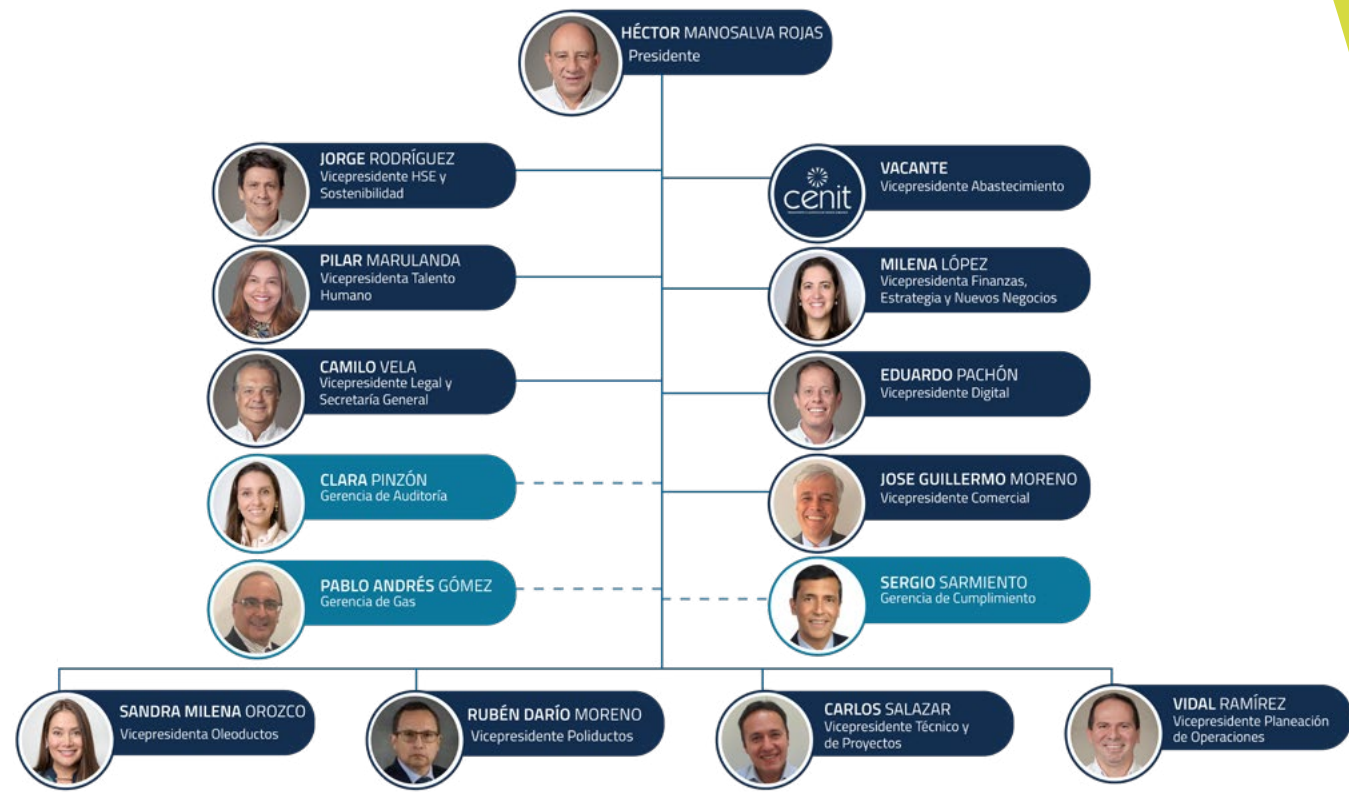 HÉCTOR MANOSALVA ROJAS
Presidente
JORGE RODRÍGUEZ
Vicepresidente HSE y
Sostenibilidad
VACANTE
Vicepresidente Abastecimiento
cenit
PILAR MARULANDA
Vicepresidenta Talento
Humano
MILENA LÓPEZ
Vicepresidenta Finanzas,
Estrategia y Nuevos Negocios
CAMILO VELA
Vicepresidente Legal y
Secretaría General
EDUARDO PACHÓN
Vicepresidente Digital
CLARA PINZÓN
Gerencia de Auditoría
JOSE GUILLERMO MORENO
Vicepresidente Comercial
PABLO ANDRÉS GÓMEZ
Gerencia de Gas
SERGIO SARMIENTO
Gerencia de Cumplimiento
SANDRA MILENA OROZCO
Vicepresidenta Oleoductos
RUBÉN DARÍO MORENO
Vicepresidente Poliductos
CARLOS SALAZAR
Vicepresidente Técnico y
de Proyectos
VIDAL RAMÍREZ
Vicepresidente Planeación
de Operaciones